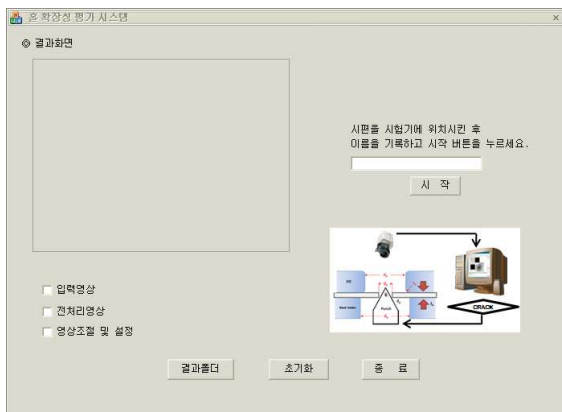 홀 확장성 평가 시스템
◎ 결과화면
시편을 시험기에 위치시킨 후
이름을 기록하고 시작 버튼을 누르세요.
시 작
입력영상
전처리영상
영상조절 및 설정
Punch
CRACK
결과폴더
초기화
종 료